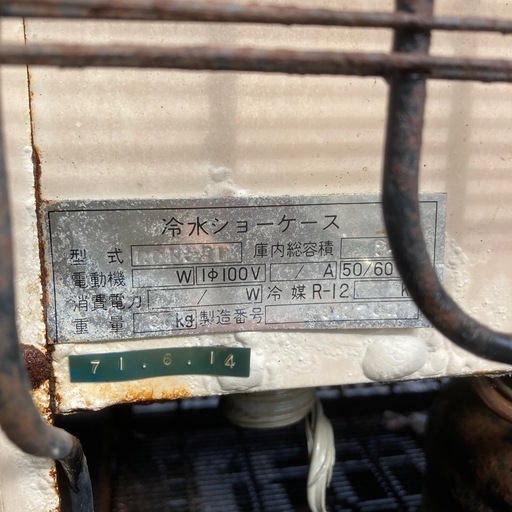 冷水ショーケース
型式 庫内総容積
電動機 W 1φ100V / A 50/60
消費電力 / W 冷媒R-12
重量 kg 製造番号
71.6.14